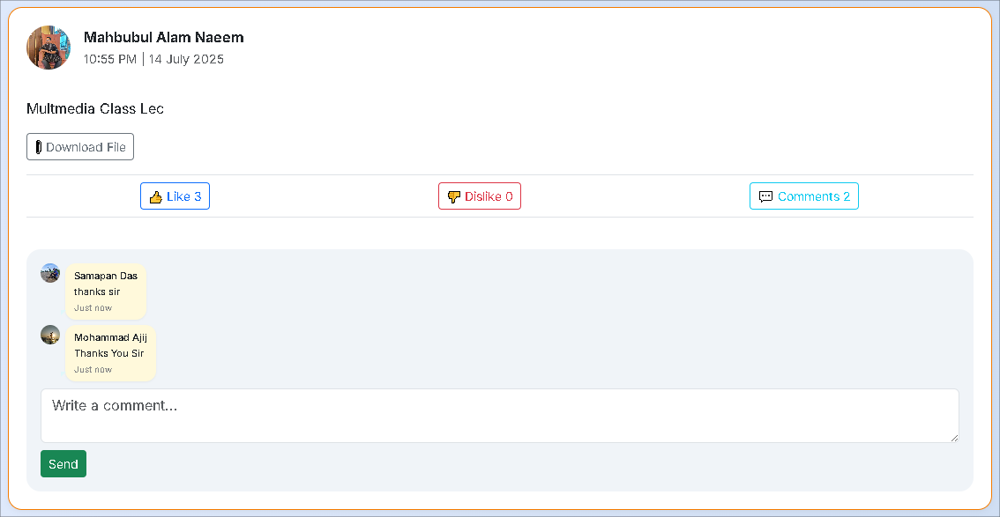 Mahbubul Alam Naeem
10:55 PM | 14 July 2025
Multmedia Class Lec
Download File
👍 Like 3
👎 Dislike 0
💬 Comments 2
Samapan Das
thanks sir
Just now
Mohammad Ajij
Thanks You Sir
Just now
Write a comment...
Send